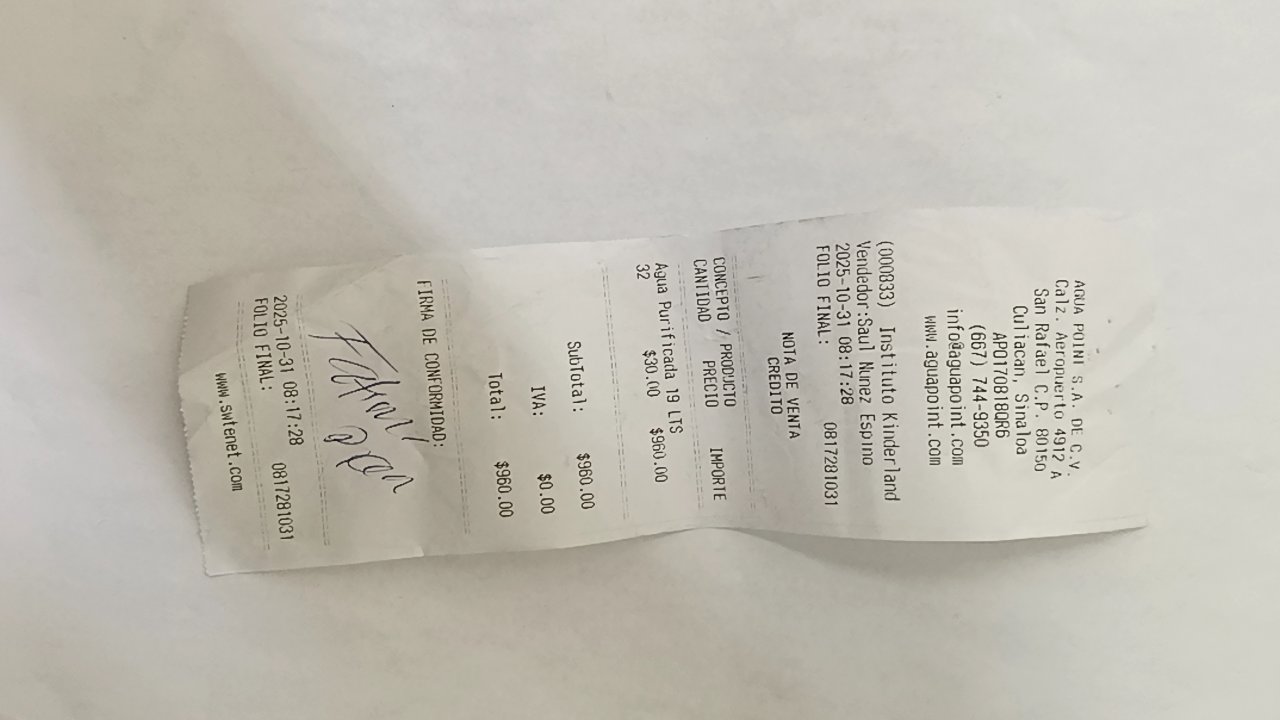 AGUA POINT S.A. DE C.V.
Calz. Aeropuerto 4912 A
San Rafael C.P. 80150
Culiacan, Sinaloa
APO170818QR6
(667) 744-9350
info@aguapoint.com
www.aguapoint.com
(000833) Instituto Kinderland
Vendedor:Saul Nunez Espino
2025-10-31 08:17:28
FOLIO FINAL: 0817281031
NOTA DE VENTA
CREDITO
CONCEPTO / PRODUCTO
CANTIDAD PRECIO IMPORTE
Agua Purificada 19 LTS
32 $30.00 $960.00
SubTotal: $960.00
IVA: $0.00
Total: $960.00
FIRMA DE CONFORMIDAD:
2025-10-31 08:17:28
FOLIO FINAL: 0817281031
www.swtenet.com